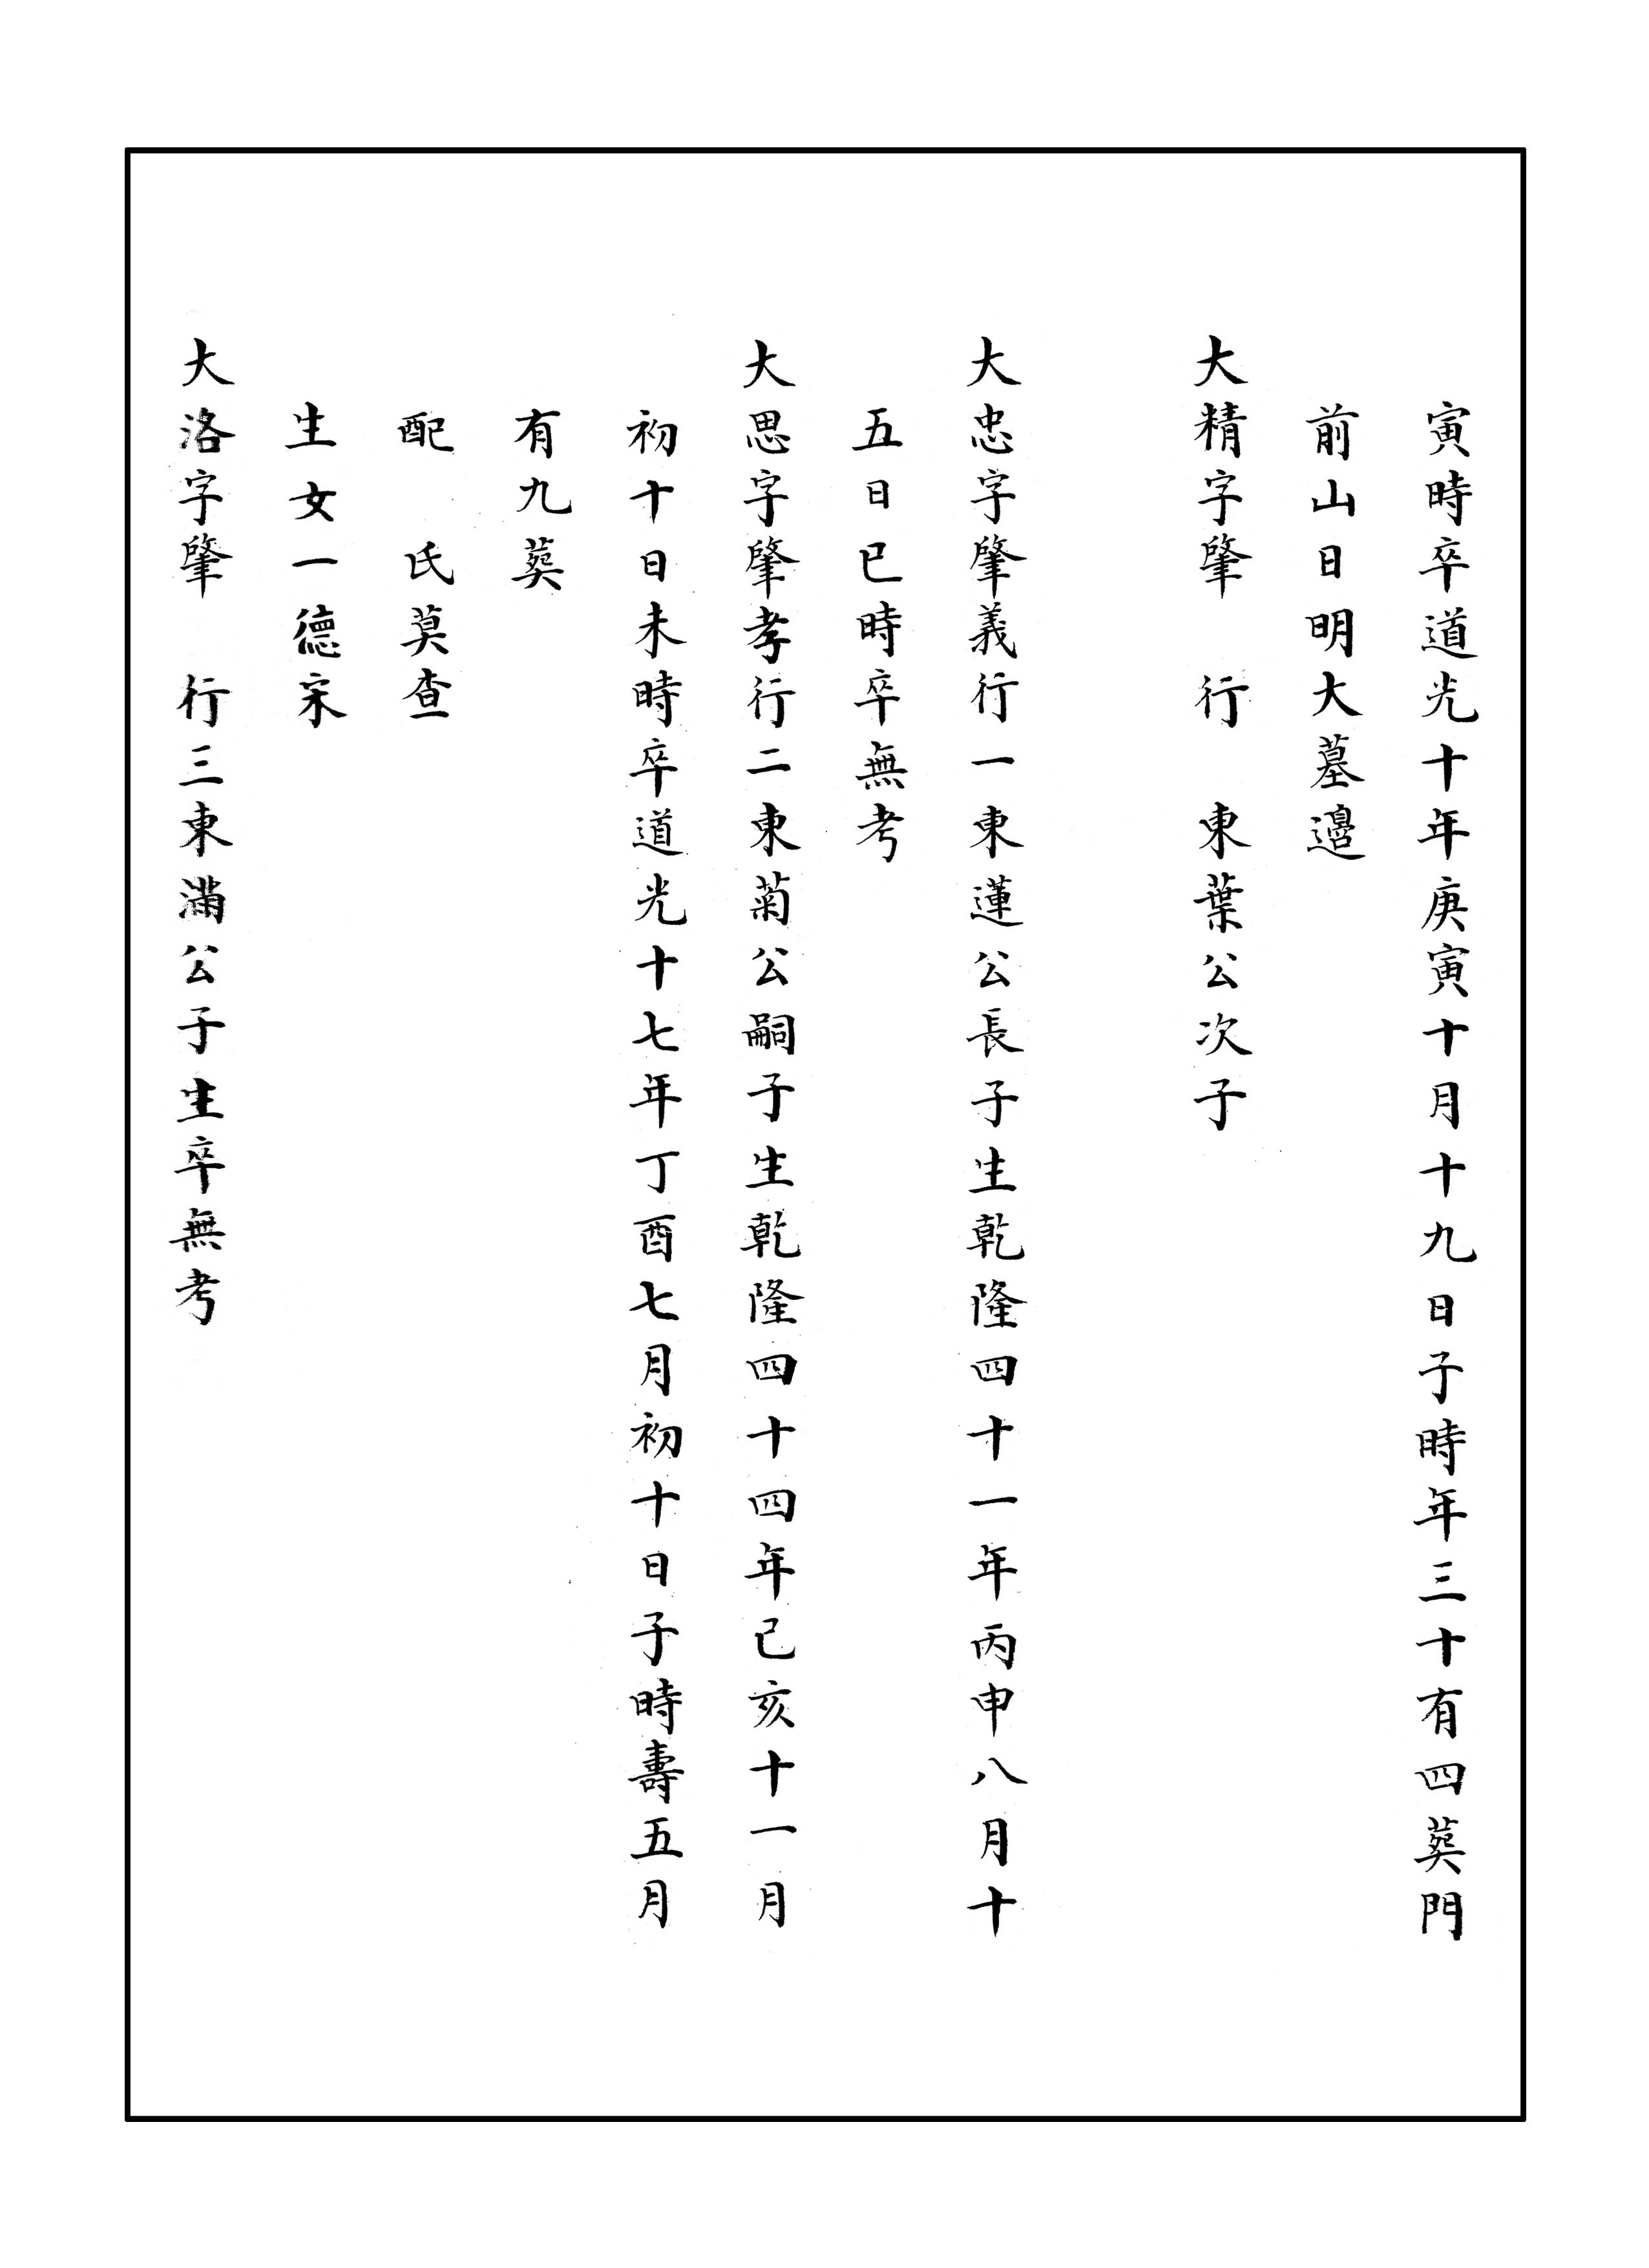 寅時卒道光十年庚寅十月十九日子時年三十有四葬門
前山日明大墓邊
大精字肇　行　東葉公次子
大忠字肇義行一東蓮公長子生乾隆四十一年丙申八月十
五日巳時卒無考
大思字肇孝行二東菊公嗣子生乾隆四十四年己亥十一月
初十日未時卒道光十七年丁酉七月初十日子時壽五月
有九葬
配　氏莫查
生女一德宋
大洛字肇　行三東滿公子生卒無考